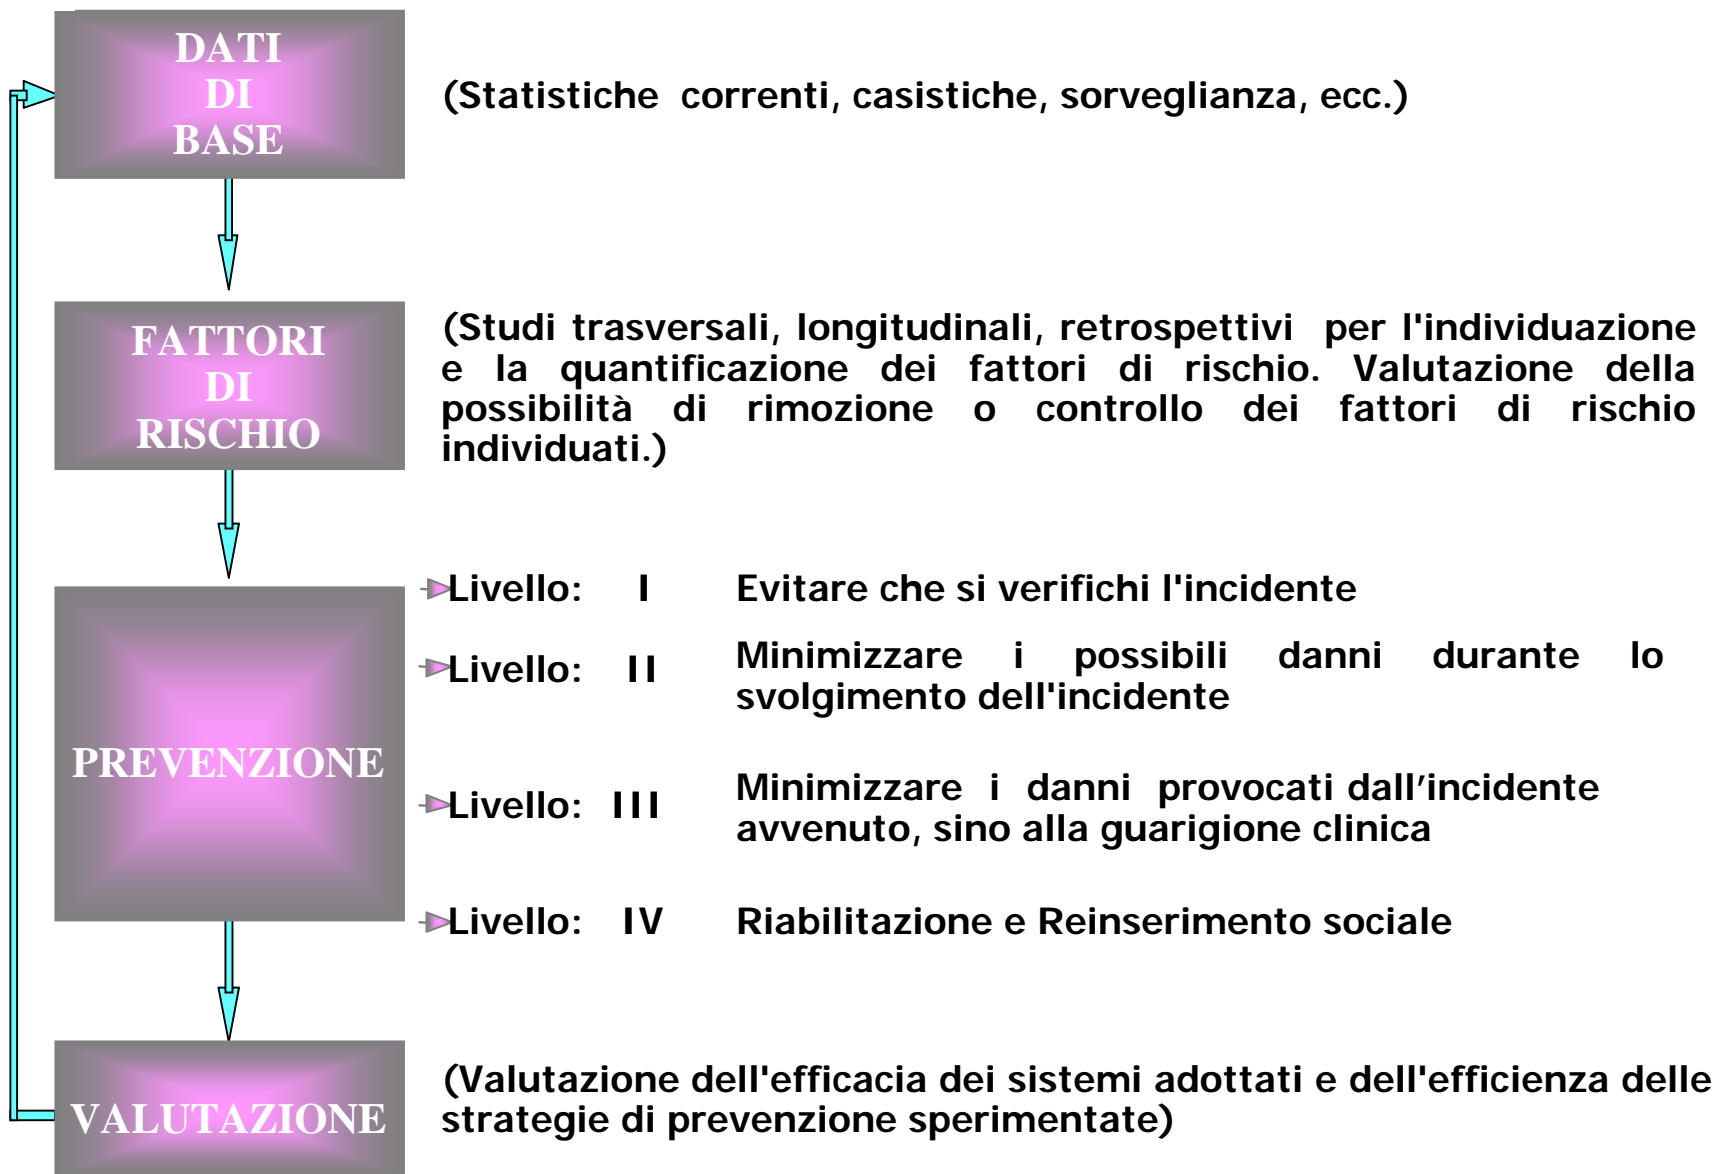 DATI
DI
BASE
(Statistiche correnti, casistiche, sorveglianza, ecc.)
FATTORI
DI
RISCHIO
(Studi trasversali, longitudinali, retrospettivi per l'individuazione
e la quantificazione dei fattori di rischio. Valutazione della
possibilità di rimozione o controllo dei fattori di rischio
individuati.)
PREVENZIONE
Livello: I Evitare che si verifichi l'incidente
Livello: II Minimizzare i possibili danni durante lo
svolgimento dell'incidente
Livello: III Minimizzare i danni provocati dall’incidente
avvenuto, sino alla guarigione clinica
Livello: IV Riabilitazione e Reinserimento sociale
VALUTAZIONE
(Valutazione dell'efficacia dei sistemi adottati e dell'efficienza delle
strategie di prevenzione sperimentate)